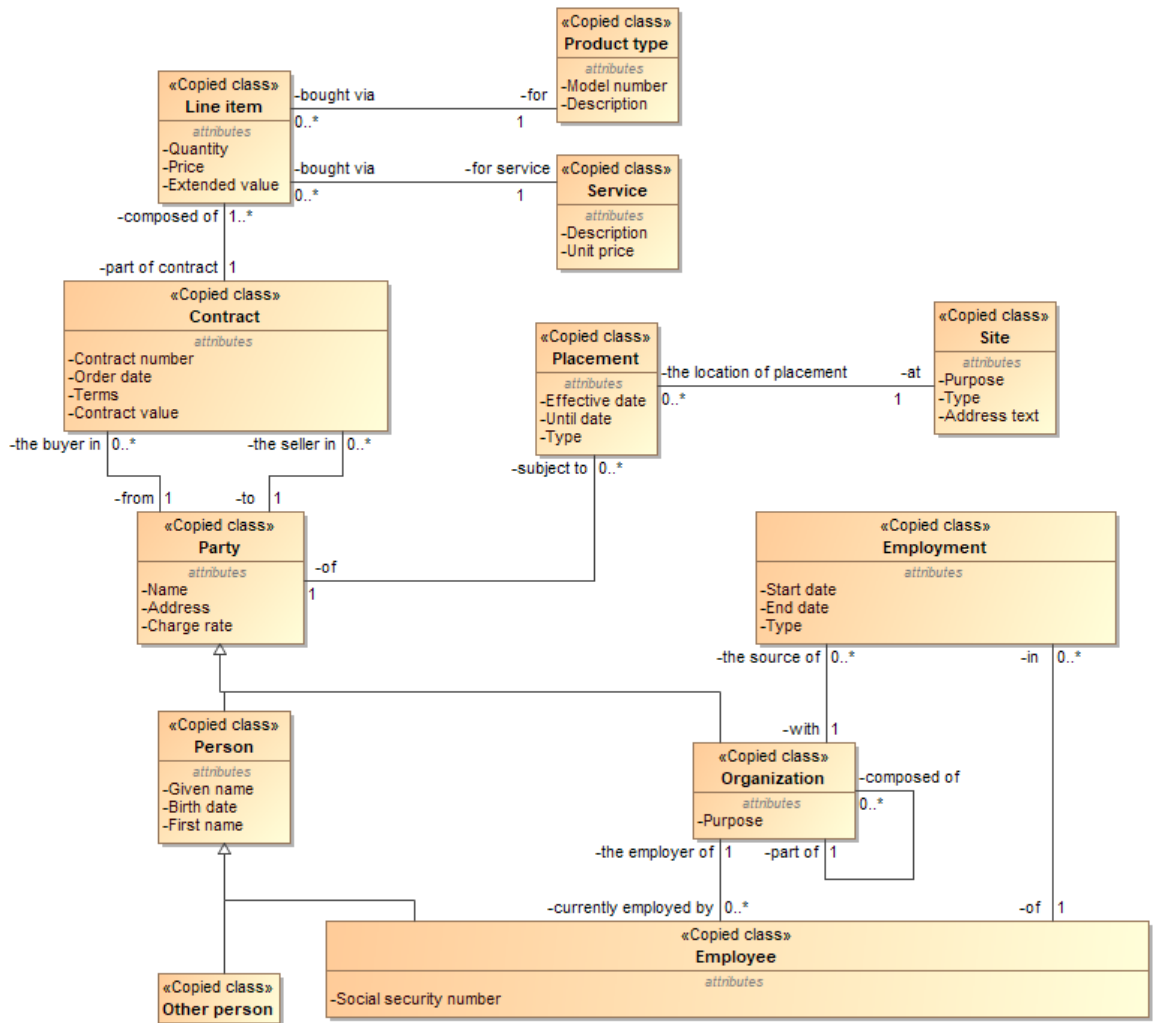 «Copied class»
Product type
attributes
-Model number
-Description
«Copied class»
Line item
attributes
-Quantity
-Price
-Extended value
-bought via
-for
0..*
1
-bought via
-for service
0..*
1
«Copied class»
Service
attributes
-Description
-Unit price
-composed of
1..*
-part of contract
1
«Copied class»
Contract
attributes
-Contract number
-Order date
-Terms
-Contract value
«Copied class»
Placement
attributes
-Effective date
-Until date
-Type
-the location of placement
-at
0..*
1
«Copied class»
Site
attributes
-Purpose
-Type
-Address text
-the buyer in
0..*
-the seller in
0..*
-subject to
0..*
-from
1
-to
1
«Copied class»
Party
attributes
-Name
-Address
-Charge rate
-of
1
«Copied class»
Employment
attributes
-Start date
-End date
-Type
-the source of
0..*
-in
0..*
-with
1
«Copied class»
Person
attributes
-Given name
-Birth date
-First name
«Copied class»
Organization
attributes
-Purpose
-composed of
0..*
-the employer of
1
-part of
1
-currently employed by
0..*
-of
1
«Copied class»
Employee
attributes
-Social security number
«Copied class»
Other person